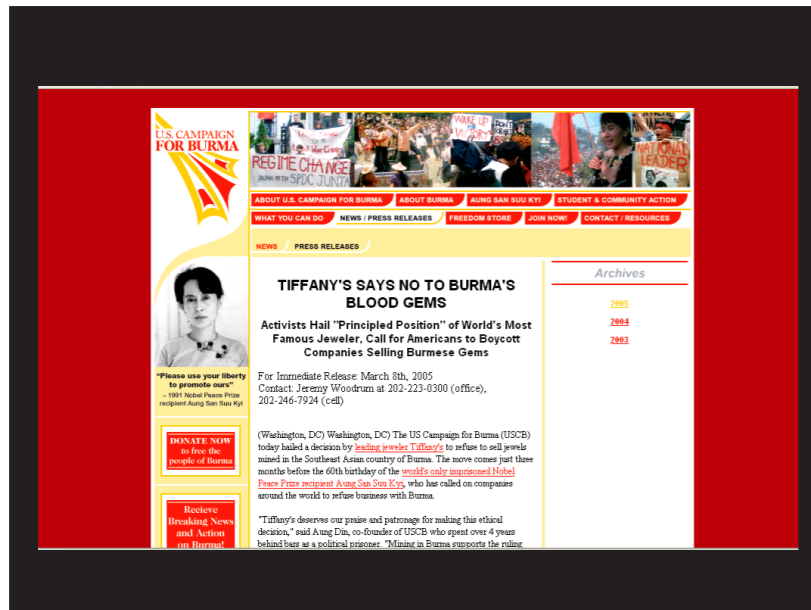 U.S. CAMPAIGN
FOR BURMA
REGIME CHANGE
DOWN WITH SPDC JUNTA
WAKE UP
VICTORY!
DON'T
NATIONAL
LEADER
ABOUT U.S. CAMPAIGN FOR BURMA
ABOUT BURMA
AUNG SAN SUU KYI
STUDENT & COMMUNITY ACTION
WHAT YOU CAN DO
NEWS / PRESS RELEASES
FREEDOM STORE
JOIN NOW!
CONTACT / RESOURCES
NEWS
PRESS RELEASES
"Please use your liberty
to promote ours"
– 1991 Nobel Peace Prize
recipient Aung San Suu Kyi
DONATE NOW
to free the
people of Burma
Recieve
Breaking News
and Action
on Burma!
TIFFANY'S SAYS NO TO BURMA'S
BLOOD GEMS
Activists Hail "Principled Position" of World's Most
Famous Jeweler, Call for Americans to Boycott
Companies Selling Burmese Gems
For Immediate Release: March 8th, 2005
Contact: Jeremy Woodrum at 202-223-0300 (office),
202-246-7924 (cell)
(Washington, DC) Washington, DC) The US Campaign for Burma (USCB)
today hailed a decision by leading jeweler Tiffany's to refuse to sell jewels
mined in the Southeast Asian country of Burma. The move comes just three
months before the 60th birthday of the world's only imprisoned Nobel
Peace Prize recipient Aung San Suu Kyi, who has called on companies
around the world to refuse business with Burma.
"Tiffany's deserves our praise and patronage for making this ethical
decision," said Aung Din, co-founder of USCB who spent over 4 years
behind bars as a political prisoner. "Mining in Burma supports the ruling
Archives
2005
2004
2003